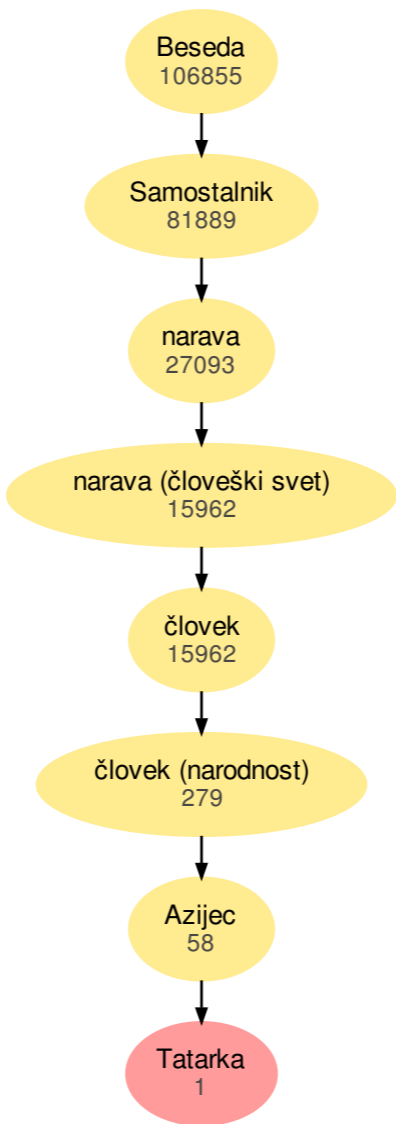 Beseda
106855
Samostalnik
81889
narava
27093
narava (človeški svet)
15962
človek
15962
človek (narodnost)
279
Azijec
58
Tatarka
1